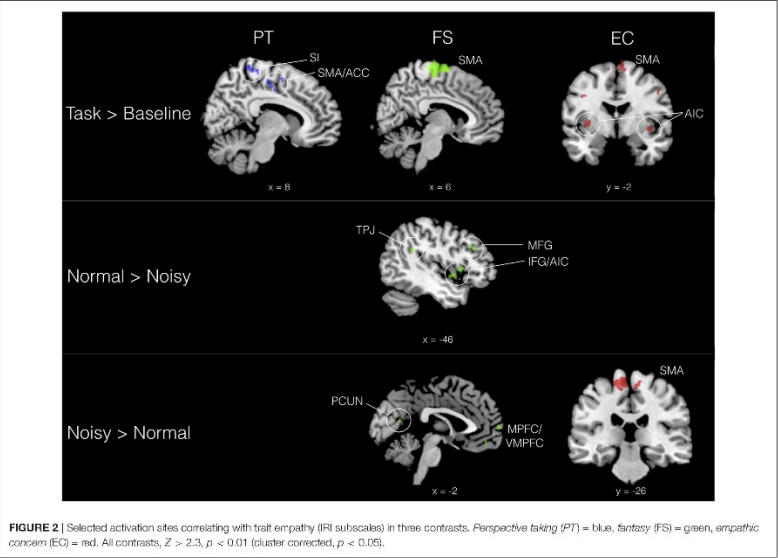 PT
FS
EC
SI
SMA/ACC
SMA
SMA
Task > Baseline
AIC
x = 8
x = 6
y = -2
TPJ
MFG
IFG/AIC
Normal > Noisy
x = -46
SMA
PCUN
Noisy > Normal
MPFC/
VMPFC
x = -2
y = -26
FIGURE 2 | Selected activation sites correlating with trait empathy (IRI subscales) in three contrasts. Perspective taking (PT) = blue, fantasy (FS) = green, empathic
concern (EC) = red. All contrasts, Z > 2.3, p < 0.01 (cluster corrected, p < 0.05).